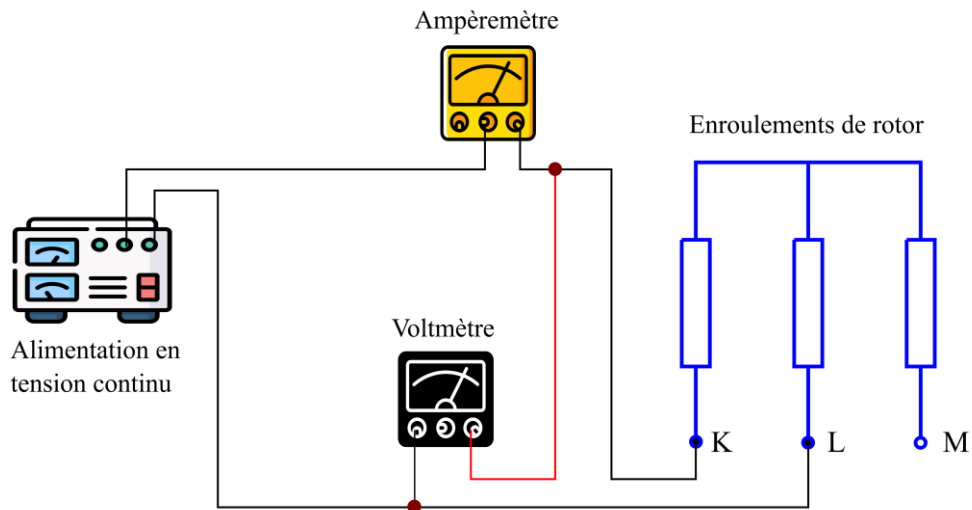 Ampèremètre
Enroulements de rotor
Alimentation en
tension continu
Voltmètre
K
L
M